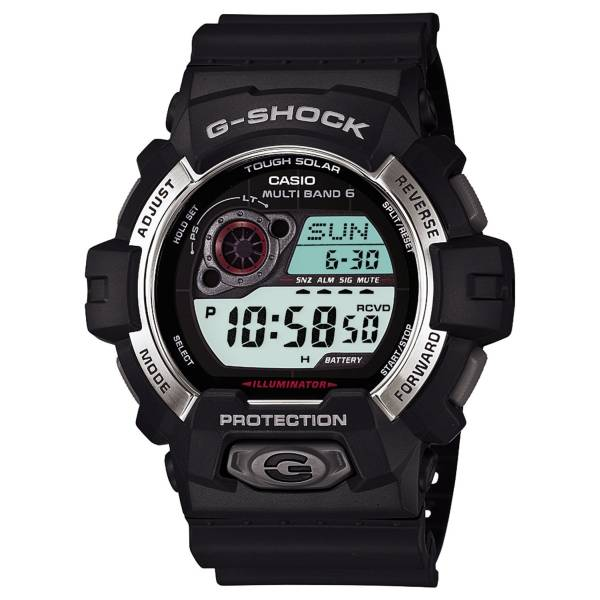 G-SHOCK
TOUGH SOLAR
CASIO
MULTI BAND 6
ADJUST
HOLD SET
PS
LT
REVERSE
SPLIT/RESET
SUN
6-30
SNZ ALM SIG MUTE
P 10:58 50
RCVD
H
BATTERY
MODE
SELECT
START/STOP
FORWARD
ILLUMINATOR
PROTECTION
G